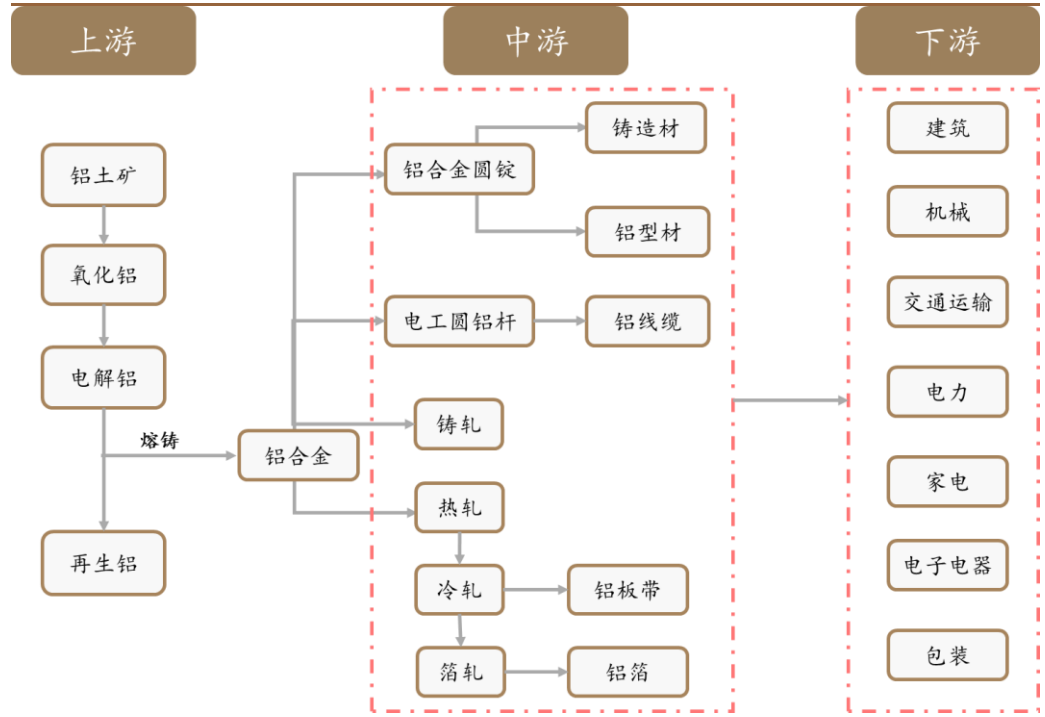 上游
中游
下游
铝土矿
氧化铝
电解铝
熔铸
铝合金
再生铝
铝合金圆锭
铸造材
铝型材
电工圆铝杆
铝线缆
铸轧
热轧
冷轧
铝板带
箔轧
铝箔
建筑
机械
交通运输
电力
家电
电子电器
包装